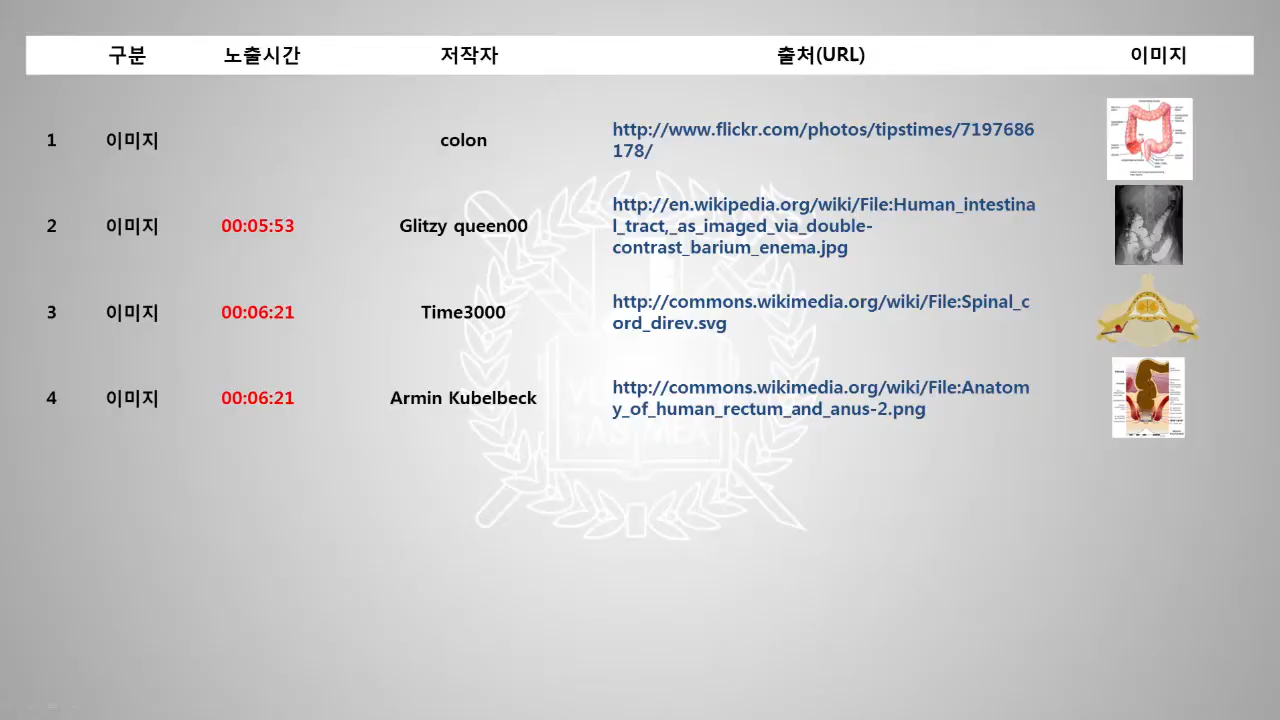 구분 노출시간 저작자 출처(URL) 이미지
1 이미지 colon http://www.flickr.com/photos/tipstimes/7197686
178/
2 이미지 00:05:53 Glitzy queen00 http://en.wikipedia.org/wiki/File:Human_intestina
l_tract,_as_imaged_via_double-
contrast_barium_enema.jpg
3 이미지 00:06:21 Time3000 http://commons.wikimedia.org/wiki/File:Spinal_c
ord_direv.svg
4 이미지 00:06:21 Armin Kubelbeck http://commons.wikimedia.org/wiki/File:Anatom
y_of_human_rectum_and_anus-2.png